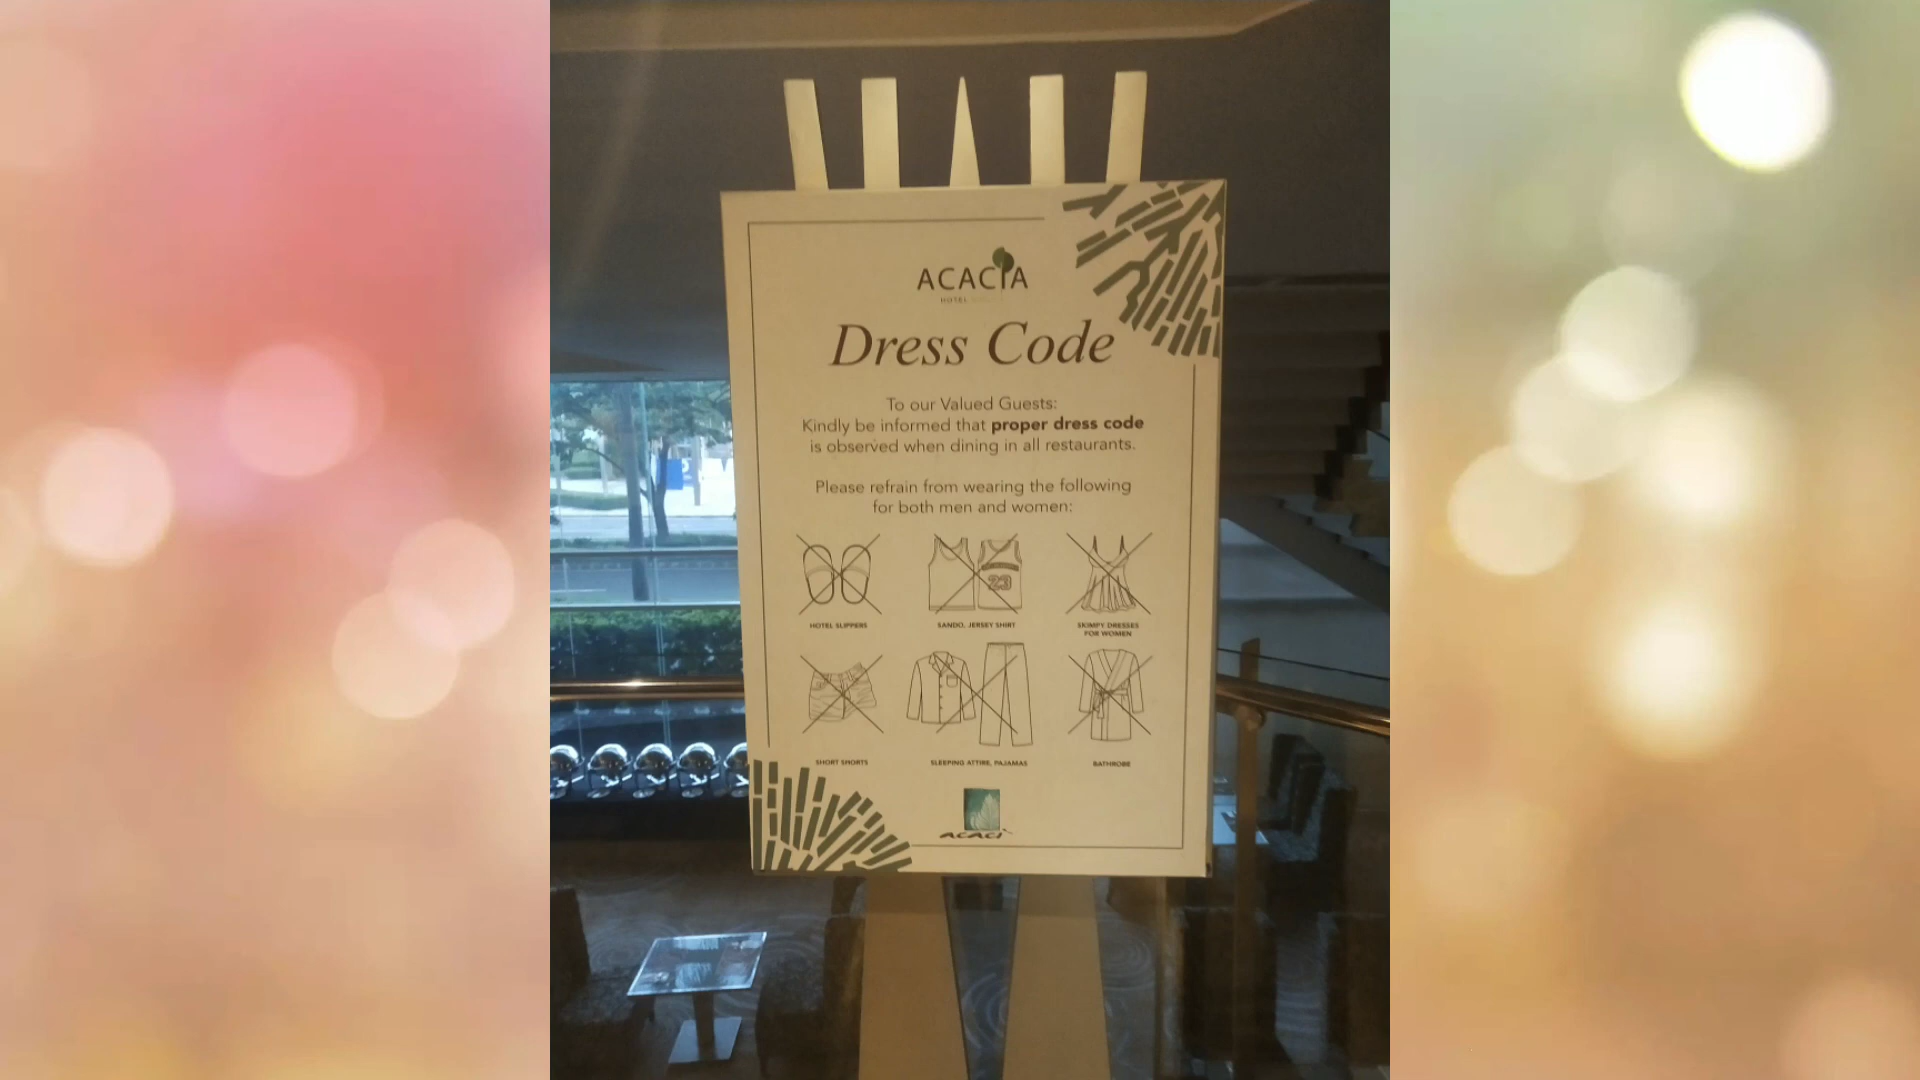 ACACIA
HOTEL
Dress Code
To our Valued Guests:
Kindly be informed that proper dress code
is observed when dining in all restaurants.
Please refrain from wearing the following
for both men and women:
23
HOTEL SLIPPERS
SANDO, JERSEY SHIRT
SKIMPY DRESSES
FOR WOMEN
SHORT SHORTS
SLEEPING ATTIRE, PAJAMAS
BATHROBE